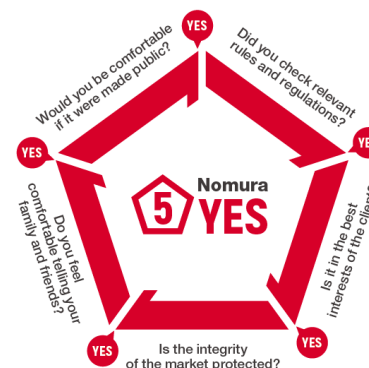 YES
Did you check relevant
rules and regulations?
YES
Is it in the best
interests of the clients
YES
Is the integrity
of the market protected?
YES
Do you feel
comfortable telling your
family and friends?
YES
Would you be comfortable
if it were made public?
5
Nomura
YES